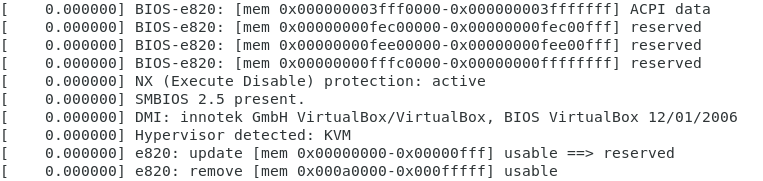 [    0.000000] BIOS-e820: [mem 0x000000003fff0000-0x000000003fffffff] ACPI data
[    0.000000] BIOS-e820: [mem 0x00000000fec00000-0x00000000fec00fff] reserved
[    0.000000] BIOS-e820: [mem 0x00000000fee00000-0x00000000fee00fff] reserved
[    0.000000] BIOS-e820: [mem 0x00000000fffc0000-0x00000000ffffffff] reserved
[    0.000000] NX (Execute Disable) protection: active
[    0.000000] SMBIOS 2.5 present.
[    0.000000] DMI: innotek GmbH VirtualBox/VirtualBox, BIOS VirtualBox 12/01/2006
[    0.000000] Hypervisor detected: KVM
[    0.000000] e820: update [mem 0x00000000-0x00000fff] usable ==> reserved
[    0.000000] e820: remove [mem 0x000a0000-0x000fffff] usable